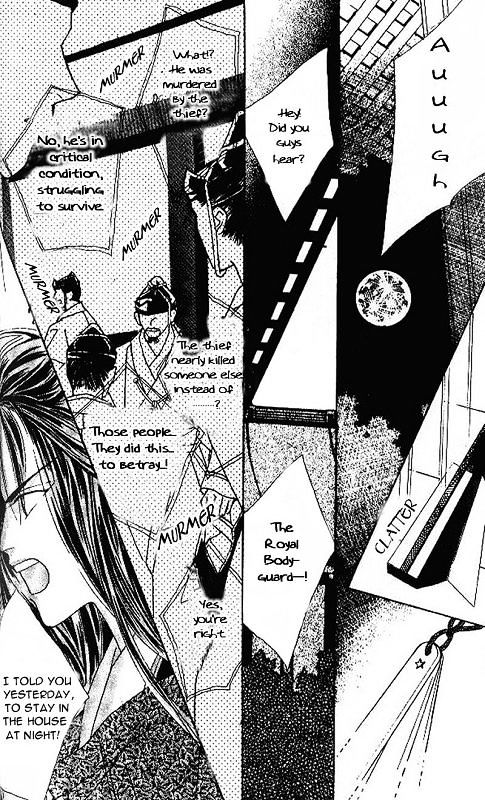 A
u
u
u
G
h
CLATTER
Hey!
Did you
guys
hear?
The
Royal
Body-
guard—!
What!?
He was
murdered
By the
thief?
MURMER
No, he's in
critical
condition,
struggling
to survive
MURMER
MURMER
The thief
nearly killed
someone else
instead of
........?
Those people...
They did this...
to Betray..!
MURMER
Yes,
you're
right
I TOLD YOU
YESTERDAY,
TO STAY IN
THE HOUSE
AT NIGHT!